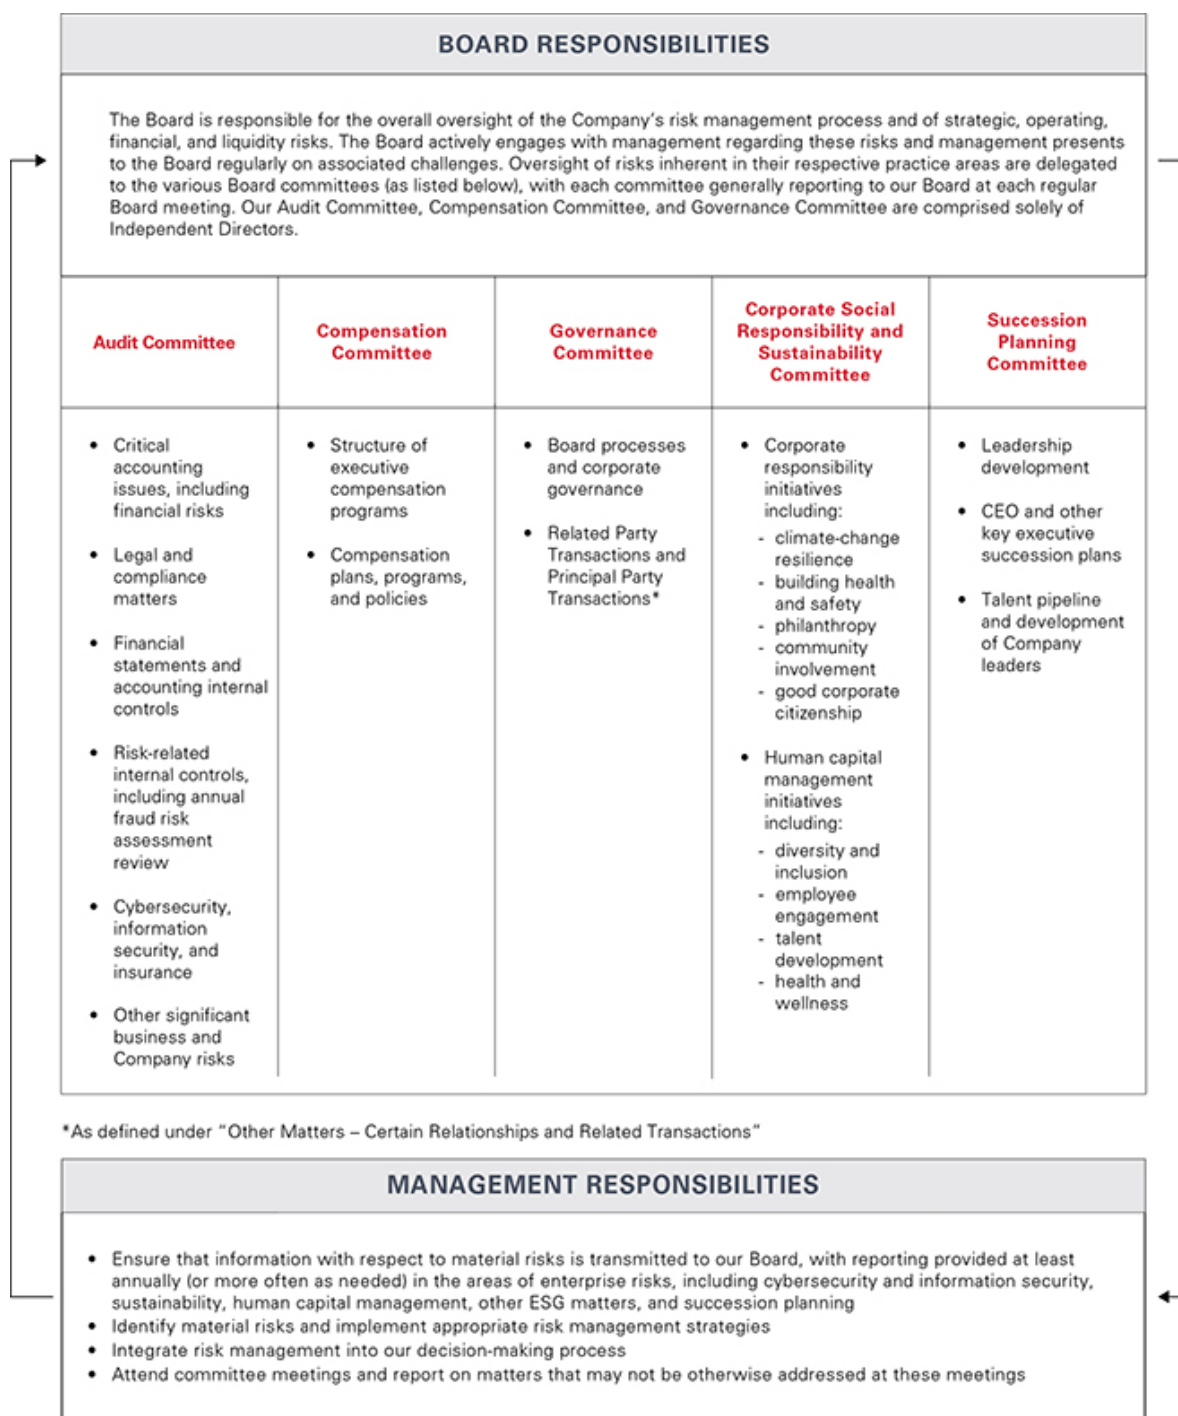 BOARD RESPONSIBILITIES
The Board is responsible for the overall oversight of the Company's risk management process and of strategic, operating,
financial, and liquidity risks. The Board actively engages with management regarding these risks and management presents
to the Board regularly on associated challenges. Oversight of risks inherent in their respective practice areas are delegated
to the various Board committees (as listed below), with each committee generally reporting to our Board at each regular
Board meeting. Our Audit Committee, Compensation Committee, and Governance Committee are comprised solely of
Independent Directors.
Audit Committee
• Critical
accounting
issues, including
financial risks
• Legal and
compliance
matters
• Financial
statements and
accounting internal
controls
• Risk-related
internal controls,
including annual
fraud risk
assessment
review
• Cybersecurity,
information
security, and
insurance
• Other significant
business and
Company risks
Compensation
Committee
• Structure of
executive
compensation
programs
• Compensation
plans, programs,
and policies
Governance
Committee
• Board processes
and corporate
governance
• Related Party
Transactions and
Principal Party
Transactions*
Corporate Social
Responsibility and
Sustainability
Committee
• Corporate
responsibility
initiatives
including:
- climate-change
resilience
- building health
and safety
- philanthropy
- community
involvement
- good corporate
citizenship
• Human capital
management
initiatives
including:
- diversity and
inclusion
- employee
engagement
- talent
development
- health and
wellness
Succession
Planning
Committee
• Leadership
development
• CEO and other
key executive
succession plans
• Talent pipeline
and development
of Company
leaders
*As defined under "Other Matters – Certain Relationships and Related Transactions"
MANAGEMENT RESPONSIBILITIES
• Ensure that information with respect to material risks is transmitted to our Board, with reporting provided at least
annually (or more often as needed) in the areas of enterprise risks, including cybersecurity and information security,
sustainability, human capital management, other ESG matters, and succession planning
• Identify material risks and implement appropriate risk management strategies
• Integrate risk management into our decision-making process
• Attend committee meetings and report on matters that may not be otherwise addressed at these meetings